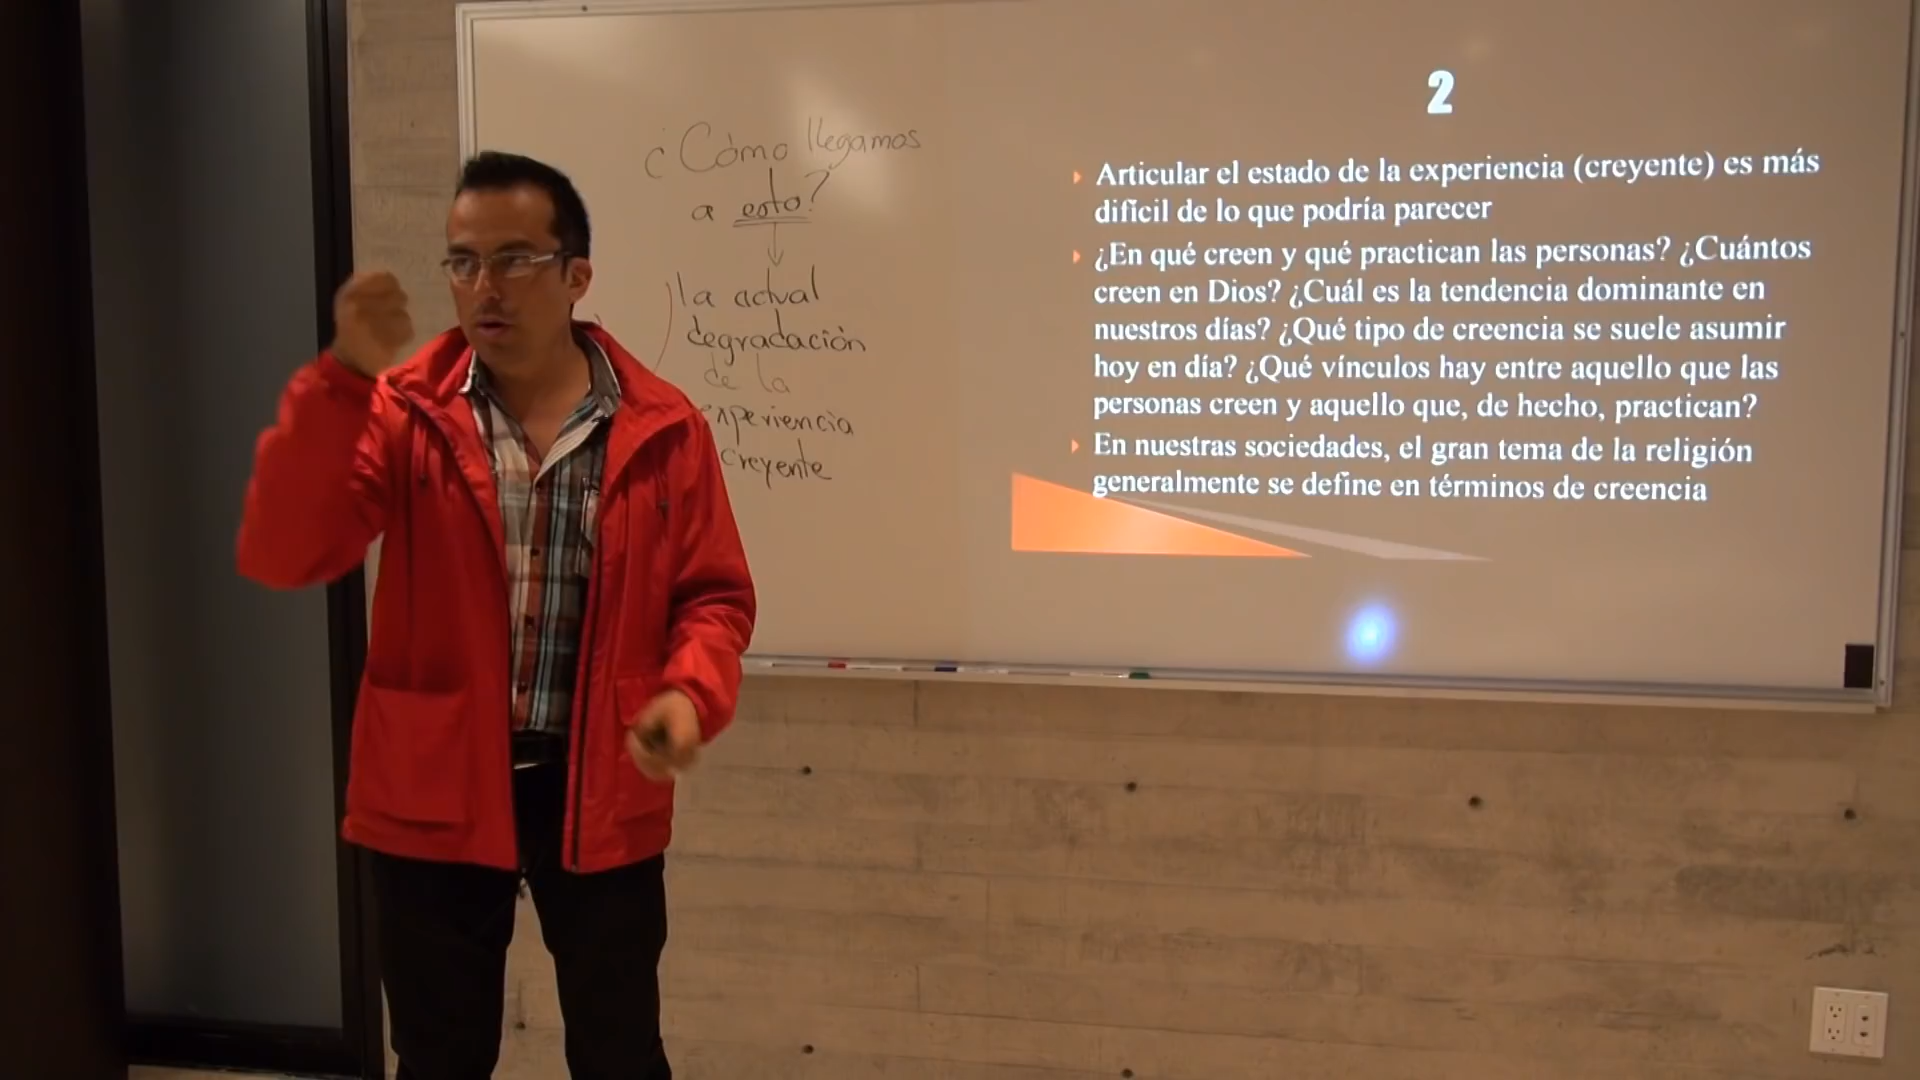 ¿Cómo llegamos
a esto?
la actual
degradación
de la
experiencia
creyente
2
Articular el estado de la experiencia (creyente) es más
difícil de lo que podría parecer
¿En qué creen y qué practican las personas? ¿Cuántos
creen en Dios? ¿Cuál es la tendencia dominante en
nuestros días? ¿Qué tipo de creencia se suele asumir
hoy en día? ¿Qué vínculos hay entre aquello que las
personas creen y aquello que, de hecho, practican?
En nuestras sociedades, el gran tema de la religión
generalmente se define en términos de creencia